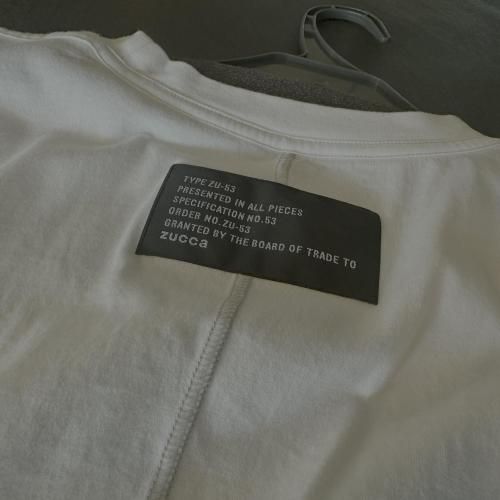 TYPE ZU-53
PRESENTED IN ALL PIECES
SPECIFICATION NO.53
ORDER NO.ZU-53
GRANTED BY THE BOARD OF TRADE TO
zucca